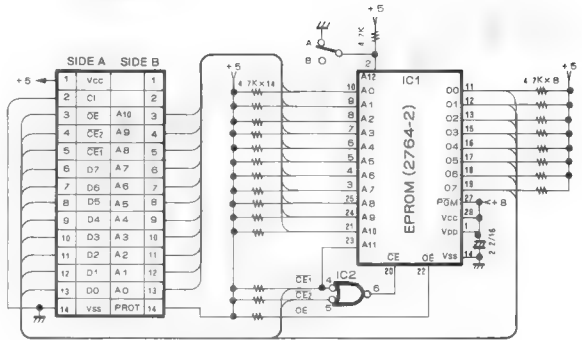 SIDE A SIDE B
1 Vcc 1
2 CI 2
3 OE A10 3
4 CE2 A9 4
5 CE1 A8 5
6 D7 A7 6
7 D6 A6 7
8 D5 A5 8
9 D4 A4 9
10 D3 A3 10
11 D2 A2 11
12 D1 A1 12
13 D0 A0 13
14 Vss PROT 14
+5
+5
4.7K×14
+5
4.7K
A
B
2
A12
IC1
EPROM (2764-2)
10 A0
9 A1
8 A2
7 A3
6 A4
5 A5
4 A6
3 A7
25 A8
24 A9
21 A10
23 A11
CE OE
20 22
+5
4.7K×8
O0 11
O1 12
O2 13
O3 15
O4 16
O5 17
O6 18
O7 19
PGM 27
+B
Vcc 28
Vpp 1
2.2/16
Vss 14
IC2
CE1 4
CE2 5
6
OE